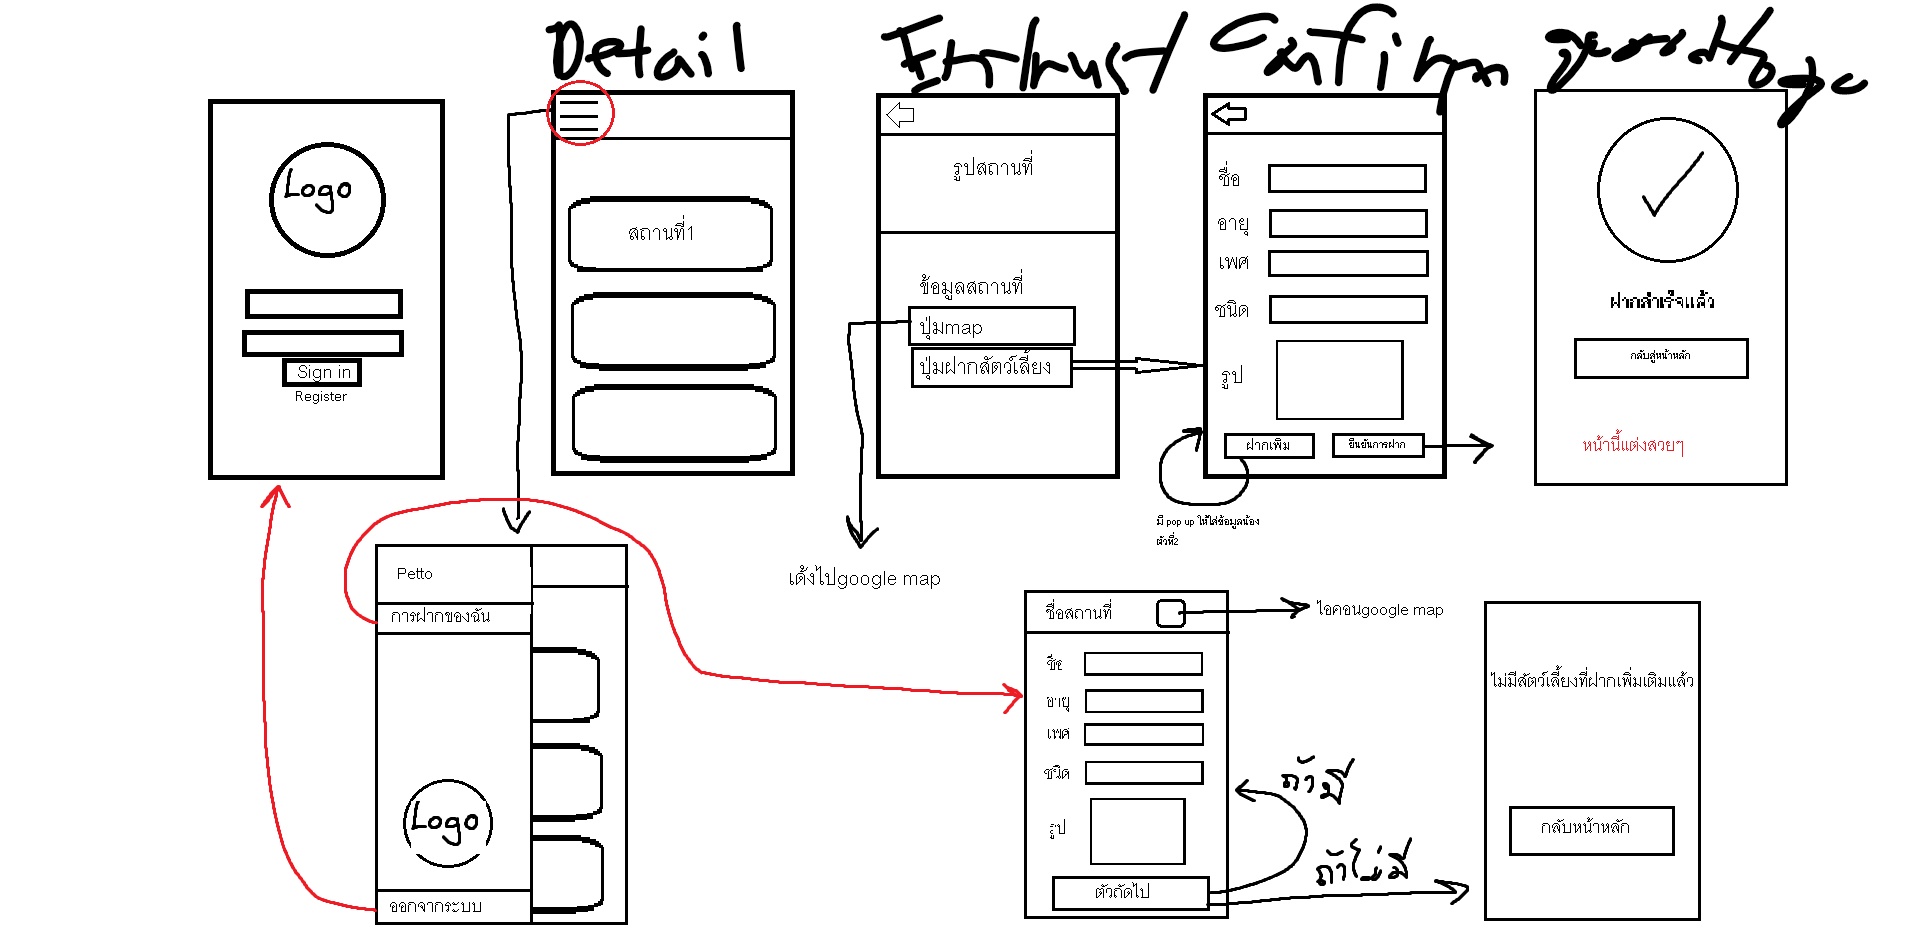 Detail
Entrust
Confirm
Logo
Sign in
Register
สถานที่1
รูปสถานที่
ข้อมูลสถานที่
ปุ่มmap
ปุ่มฝากสัตว์เลี้ยง
ชื่อ
อายุ
เพศ
ชนิด
รูป
ฝากเพิ่ม
ยืนยันการฝาก
มี pop up ให้ใส่ข้อมูลน้อง
ตัวที่2
ฝากสำเร็จแล้ว
กลับสู่หน้าหลัก
หน้านี้แต่งสวยๆ
Petto
การฝากของฉัน
Logo
ออกจากระบบ
เด้งไปgoogle map
ชื่อสถานที่
ไอคอนgoogle map
ชื่อ
อายุ
เพศ
ชนิด
รูป
ตัวถัดไป
ถ้ามี
ถ้าไม่มี
ไม่มีสัตว์เลี้ยงที่ฝากเพิ่มเติมแล้ว
กลับหน้าหลัก